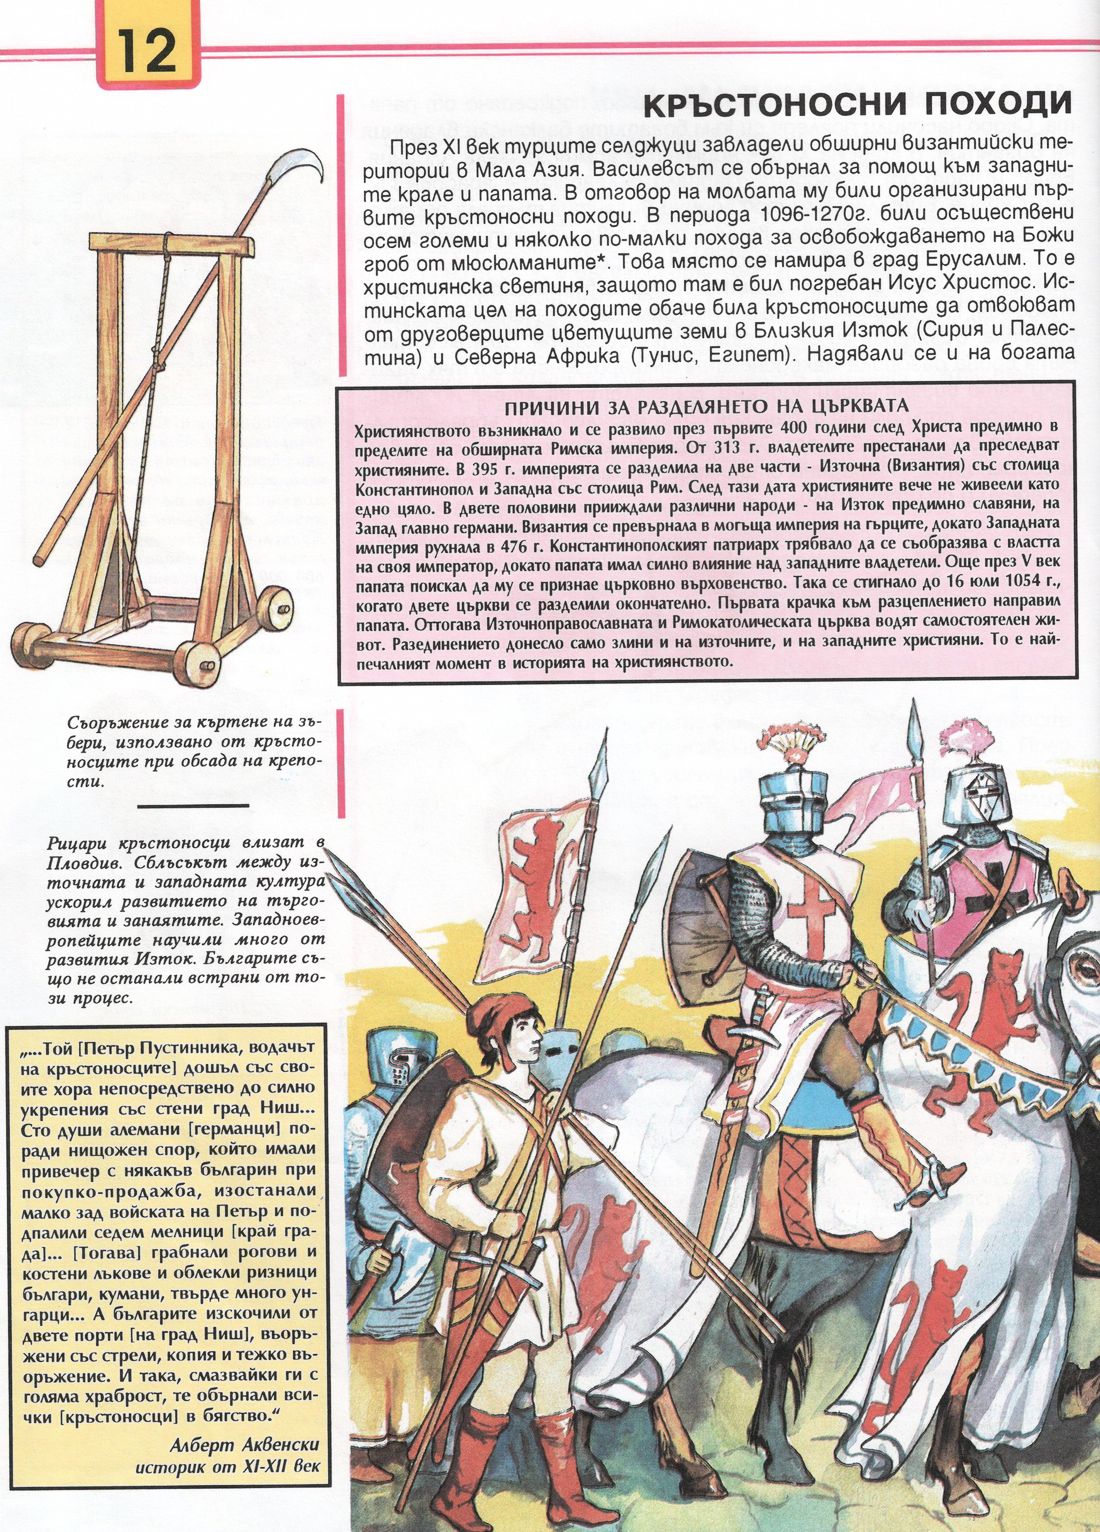 12
КРЪСТОНОСНИ ПОХОДИ
През XI век турците селджуци завладели обширни византийски те-
ритории в Мала Азия. Василевсът се обърнал за помощ към западни-
те крале и папата. В отговор на молбата му били организирани пър-
вите кръстоносни походи. В периода 1096-1270г. били осъществени
осем големи и няколко по-малки похода за освобождаването на Божи
гроб от мюсюлманите*. Това място се намира в град Ерусалим. То е
християнска светиня, защото там е бил погребан Исус Христос. Ис-
тинската цел на походите обаче била кръстоносците да отвоюват
от друговерците цветущите земи в Близкия Изток (Сирия и Палес-
тина) и Северна Африка (Тунис, Египет). Надявали се и на богата
ПРИЧИНИ ЗА РАЗДЕЛЯНЕТО НА ЦЪРКВАТА
Християнството възникнало и се развило през първите 400 години след Христа предимно в
пределите на обширната Римска империя. От 313 г. владетелите престанали да преследват
християните. В 395 г. империята се разделила на две части - Източна (Византия) със столица
Константинопол и Западна със столица Рим. След тази дата християните вече не живеели като
едно цяло. В двете половини прииждали различни народи - на Изток предимно славяни, на
Запад главно германи. Византия се превърнала в могъща империя на гърците, докато Западната
империя рухнала в 476 г. Константинополският патриарх трябвало да се съобразява с властта
на своя император, докато папата имал силно влияние над западните владетели. Още през V век
папата поискал да му се признае църковно върховенство. Така се стигнало до 16 юли 1054 г.,
когато двете църкви се разделили окончателно. Първата крачка към разцеплението направил
папата. Оттогава Източноправославната и Римокатолическата църква водят самостоятелен жи-
вот. Разединението донесло само злини и на източните, и на западните християни. То е най-
печалният момент в историята на християнството.
Съоръжение за къртене на зъ-
бери, използвано от кръсто-
носците при обсада на крепо-
сти.
Рицари кръстоносци влизат в
Пловдив. Сблъсъкът между из-
точната и западната култура
ускорил развитието на търго-
вията и занаятите. Западноев-
ропейците научили много от
развития Изток. Българите съ-
що не останали встрани от то-
зи процес.
„...Той [Петър Пустинника, водачът
на кръстоносците] дошъл със сво-
ите хора непосредствено до силно
укрепения със стени град Ниш...
Сто души алемани [германци] по-
ради нищожен спор, който имали
привечер с някакъв българин при
покупко-продажба, изостанали
малко зад войската на Петър и по-
дпалили седем мелници [край гра-
да]... [Тогава] грабнали рогови и
костени лъкове и облекли ризници
българи, кумани, твърде много ун-
гарци... А българите изскочили от
двете порти [на град Ниш], въоръ-
жени със стрели, копия и тежко въ-
оръжение. И така, смазвайки ги с
голяма храброст, те обърнали вси-
чки [кръстоносци] в бягство.“
Алберт Аквенски
историк от XI-XII век